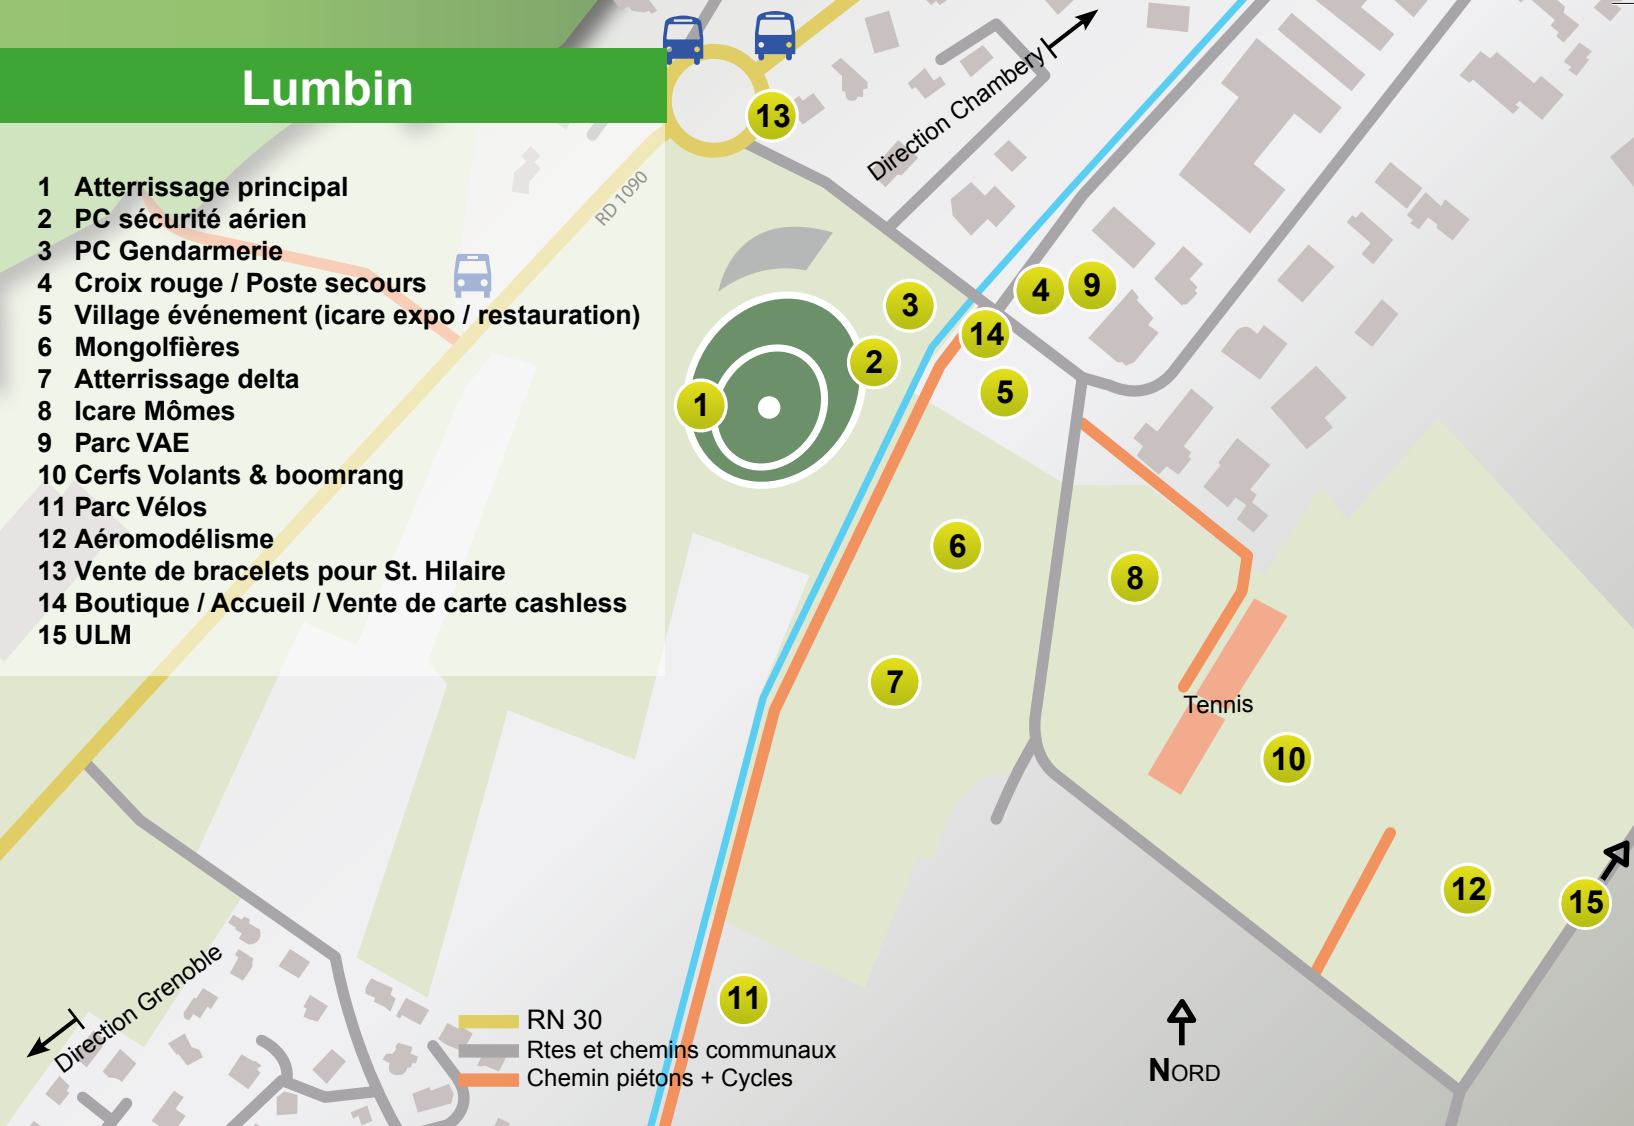 Lumbin
1 Atterrissage principal
2 PC sécurité aérien
3 PC Gendarmerie
4 Croix rouge / Poste secours
5 Village événement (icare expo / restauration)
6 Mongolfières
7 Atterrissage delta
8 Icare Mômes
9 Parc VAE
10 Cerfs Volants & boomrang
11 Parc Vélos
12 Aéromodélisme
13 Vente de bracelets pour St. Hilaire
14 Boutique / Accueil / Vente de carte cashless
15 ULM
13
Direction Chambery
RD 1090
3
4
9
14
2
1
5
6
8
7
Tennis
10
12
15
11
Direction Grenoble
RN 30
Rtes et chemins communaux
Chemin piétons + Cycles
NORD